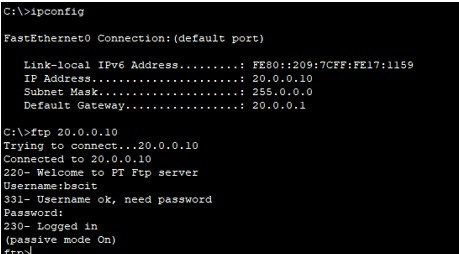 C:\>ipconfig
FastEthernet0 Connection:(default port)
Link-local IPv6 Address.........: FE80::209:7CFF:FE17:1159
IP Address......................: 20.0.0.10
Subnet Mask.....................: 255.0.0.0
Default Gateway.................: 20.0.0.1
C:\>ftp 20.0.0.10
Trying to connect...20.0.0.10
Connected to 20.0.0.10
220- Welcome to PT Ftp server
Username:bscit
331- Username ok, need password
Password:
230- Logged in
(passive mode On)
ftp>